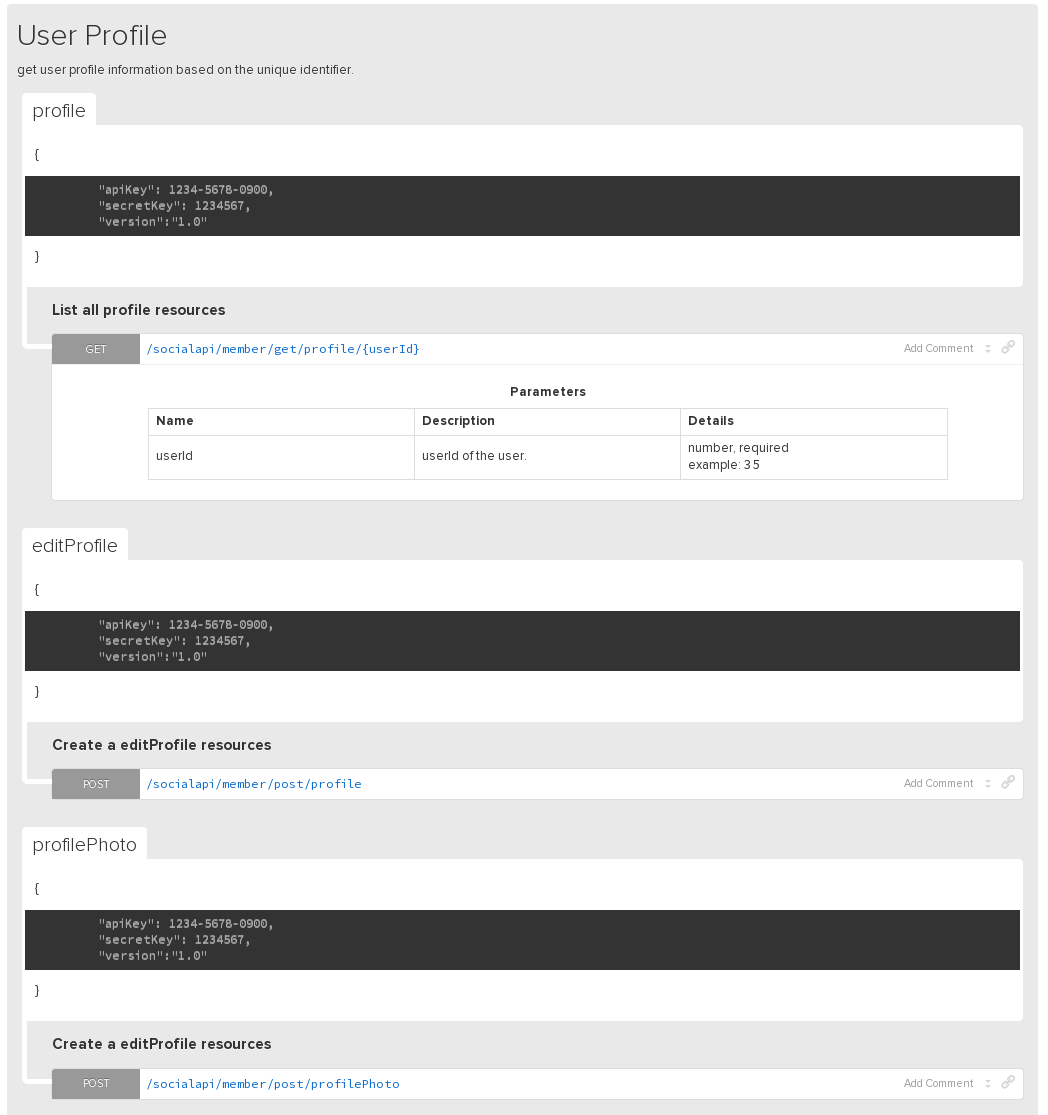 User Profile
get user profile information based on the unique identifier.
profile
{
"apiKey": 1234-5678-0900,
"secretKey": 1234567,
"version":"1.0"
}
List all profile resources
GET /socialapi/member/get/profile/{userId} Add Comment
Parameters
Name Description Details
userId userId of the user. number, required
example: 35
editProfile
{
"apiKey": 1234-5678-0900,
"secretKey": 1234567,
"version":"1.0"
}
Create a editProfile resources
POST /socialapi/member/post/profile Add Comment
profilePhoto
{
"apiKey": 1234-5678-0900,
"secretKey": 1234567,
"version":"1.0"
}
Create a editProfile resources
POST /socialapi/member/post/profilePhoto Add Comment